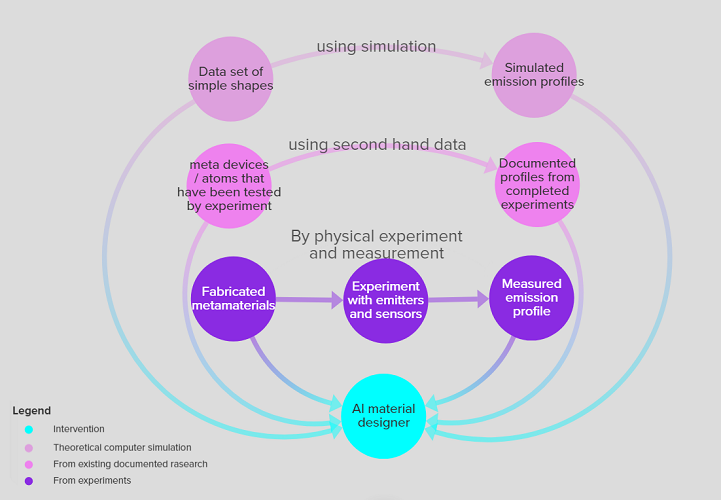 using simulation
Data set of
simple shapes
Simulated
emission profiles
using second hand data
meta devices
/ atoms that
have been tested
by experiment
Documented
profiles from
completed
experiments
By physical experiment
and measurement
Fabricated
metamaterials
Experiment
with emitters
and sensors
Measured
emission
profile
AI material
designer
Legend
Intervention
Theoretical computer simulation
From existing documented rasearch
From experiments